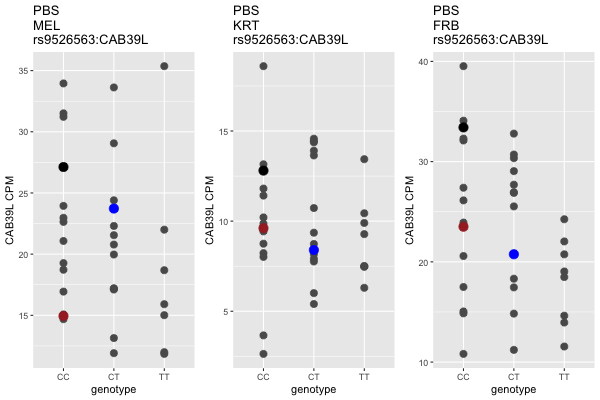 PBS
MEL
rs9526563:CAB39L
PBS
KRT
rs9526563:CAB39L
PBS
FRB
rs9526563:CAB39L
CAB39L CPM
35
30
25
20
15
CC CT TT
genotype
CAB39L CPM
15
10
5
CC CT TT
genotype
CAB39L CPM
40
30
20
10
CC CT TT
genotype